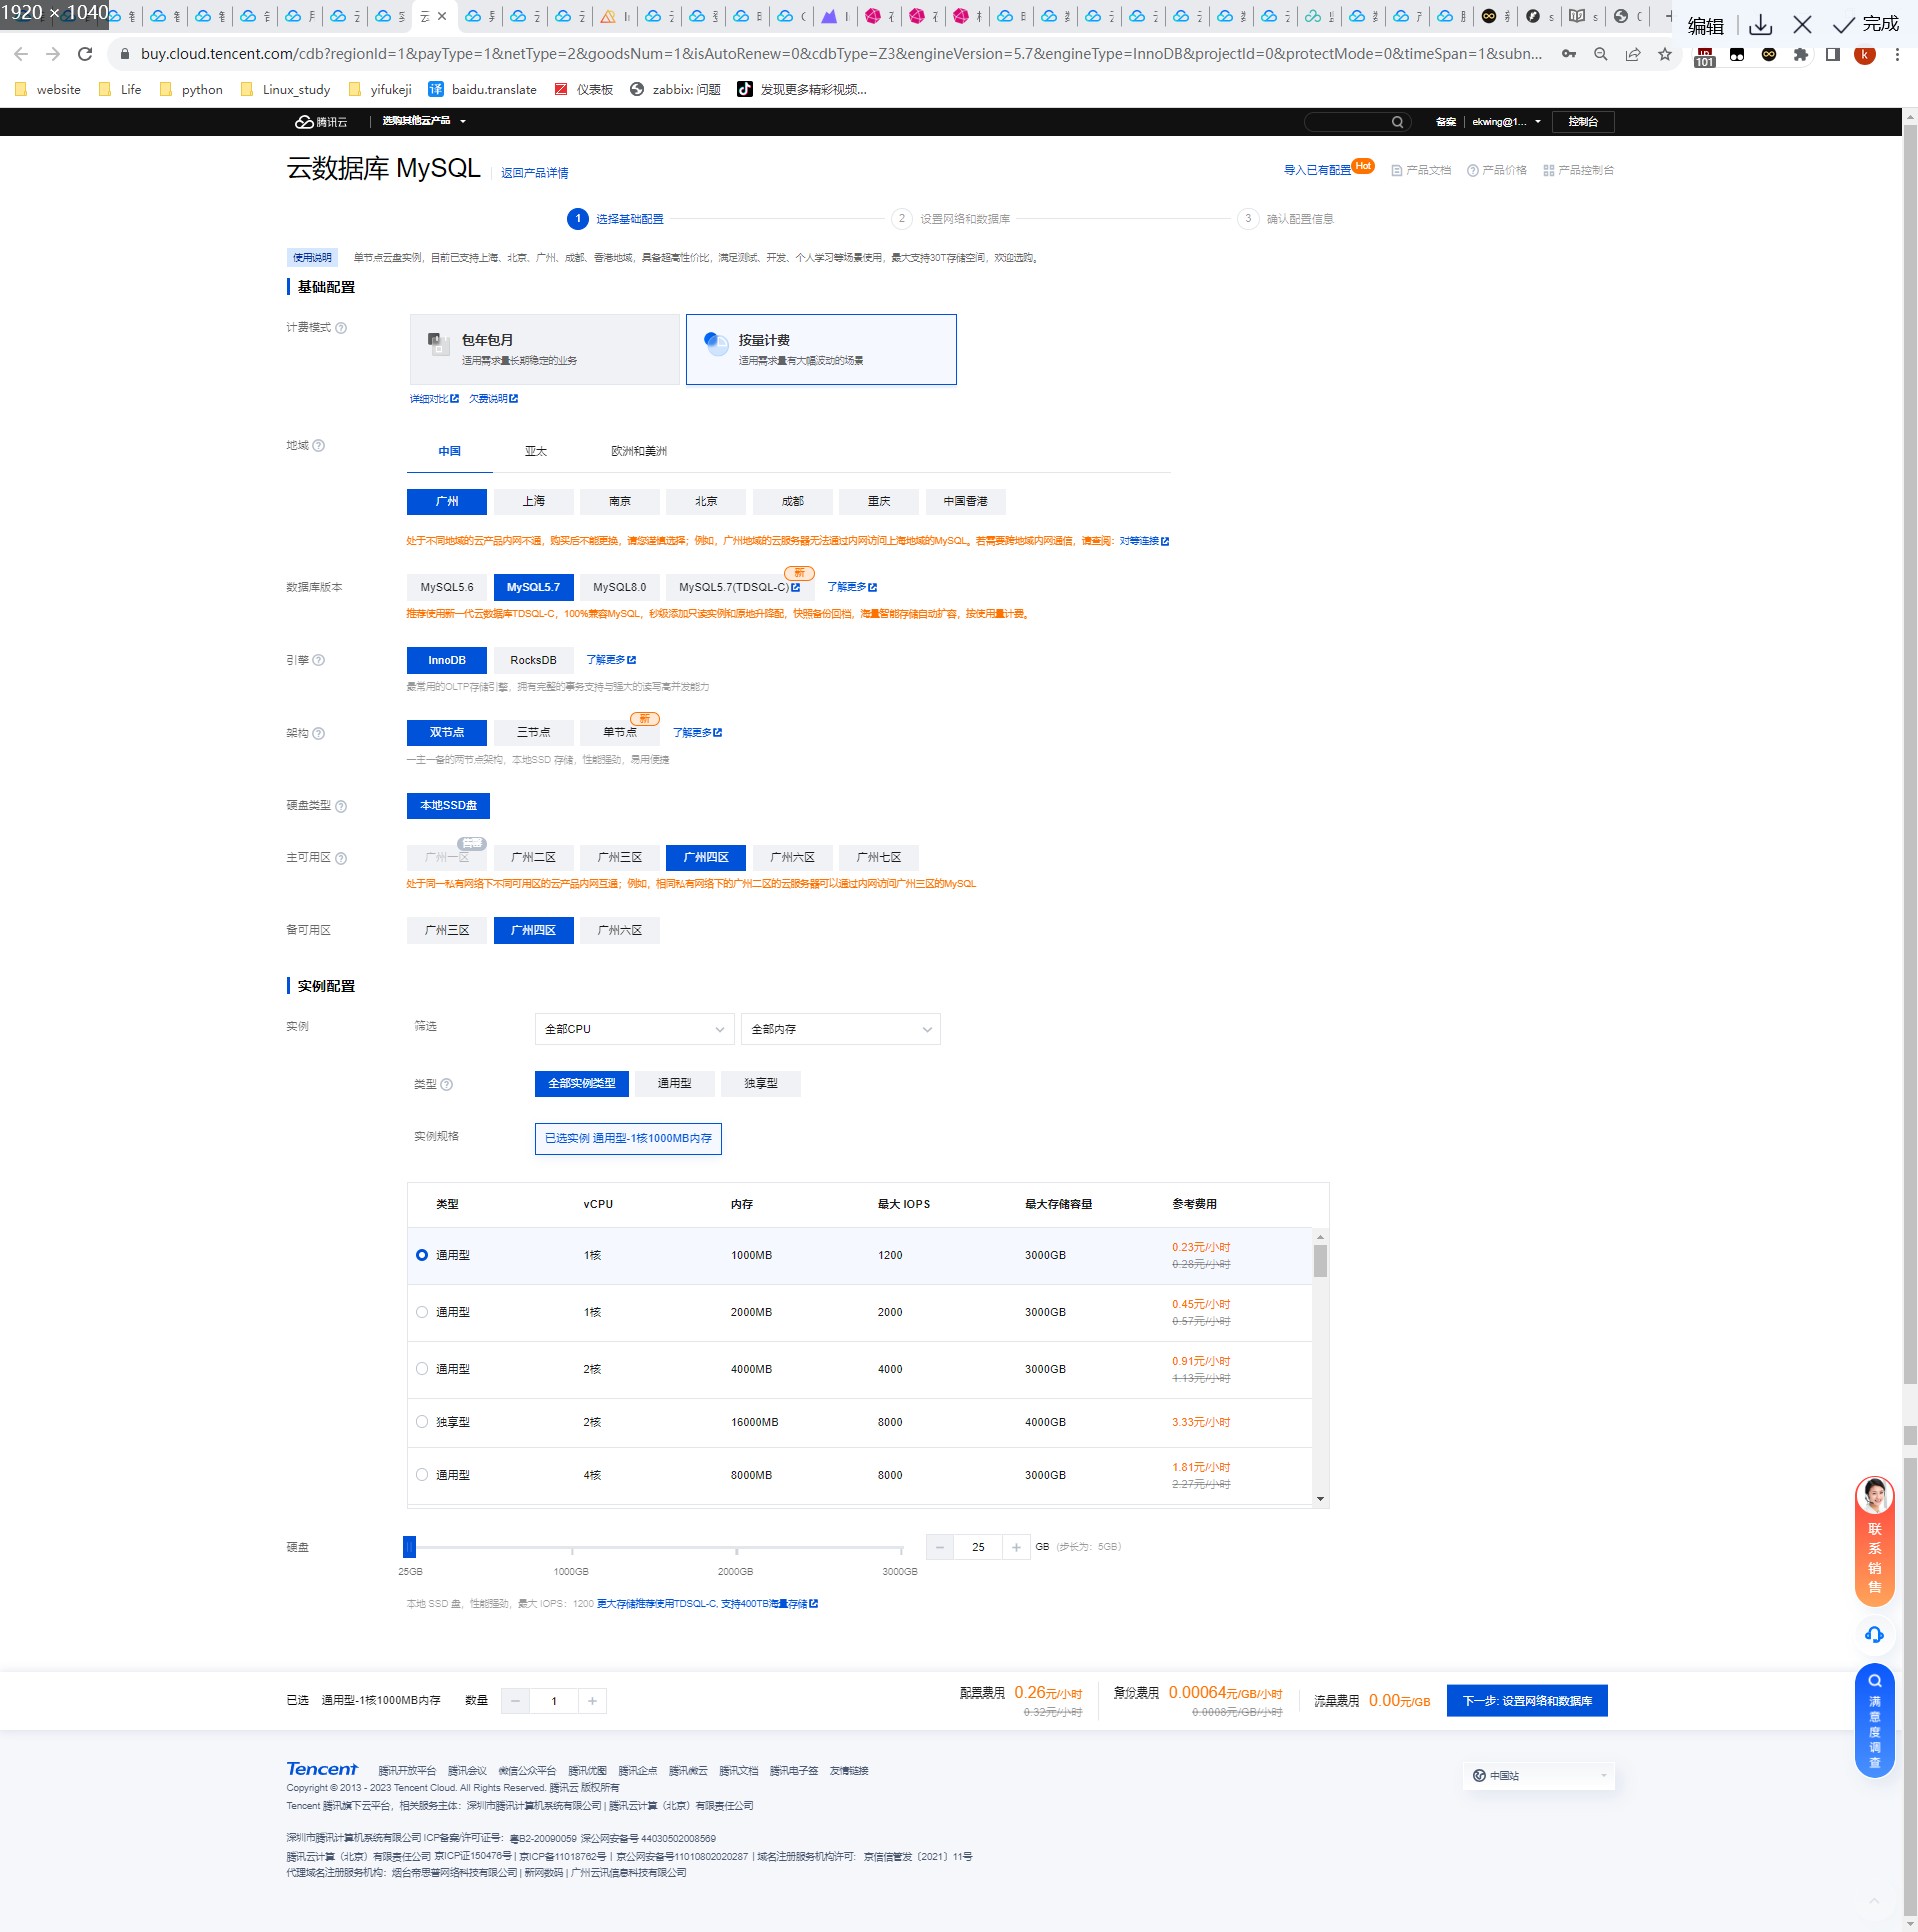 1920 × 1040
编辑
完成
buy.cloud.tencent.com/cdb?regionId=1&payType=1&netType=2&goodsNum=1&isAutoRenew=0&cdbType=Z3&engineVersion=5.7&engineType=InnoDB&projectId=0&protectMode=0&timeSpan=1&subn...
101
k
website Life python Linux_study yifukeji 译 baidu.translate 仪表板 zabbix: 问题 发现更多精彩视频...
腾讯云 选购其他云产品 备案 ekwing@1... 控制台
云数据库 MySQL 返回产品详情 导入已有配置 Hot 产品文档 产品价格 产品控制台
1 选择基础配置 2 设置网络和数据库 3 确认配置信息
使用说明 单节点云盘实例，目前已支持上海、北京、广州、成都、香港地域，具备超高性价比，满足测试、开发、个人学习等场景使用，最大支持30T存储空间，欢迎选购。
基础配置
计费模式 包年包月 按量计费
适用需求量长期稳定的业务 适用需求量有大幅波动的场景
详细对比 欠费说明
地域 中国 亚太 欧洲和美洲
广州 上海 南京 北京 成都 重庆 中国香港
处于不同地域的云产品内网不通，购买后不能更换，请您谨慎选择；例如，广州地域的云服务器无法通过内网访问上海地域的MySQL。若需要跨地域内网通信，请查阅：对等连接
新
数据库版本 MySQL5.6 MySQL5.7 MySQL8.0 MySQL5.7(TDSQL-C) 了解更多
推荐使用新一代云数据库TDSQL-C，100%兼容MySQL，秒级添加只读实例和原地升降配，快照备份回档，海量智能存储自动扩容，按使用量计费。
引擎 InnoDB RocksDB 了解更多
最常用的OLTP存储引擎，拥有完整的事务支持与强大的读写高并发能力
新
架构 双节点 三节点 单节点 了解更多
一主一备的两节点架构，本地SSD 存储，性能强劲，易用便捷
硬盘类型 本地SSD盘
售罄
主可用区 广州一区 广州二区 广州三区 广州四区 广州六区 广州七区
处于同一私有网络下不同可用区的云产品内网互通；例如，相同私有网络下的广州二区的云服务器可以通过内网访问广州三区的MySQL
备可用区 广州三区 广州四区 广州六区
实例配置
实例 筛选 全部CPU 全部内存
类型 全部实例类型 通用型 独享型
实例规格 已选实例 通用型-1核1000MB内存
类型 vCPU 内存 最大 IOPS 最大存储容量 参考费用
通用型 1核 1000MB 1200 3000GB 0.23元/小时
0.28元/小时
通用型 1核 2000MB 2000 3000GB 0.45元/小时
0.57元/小时
通用型 2核 4000MB 4000 3000GB 0.91元/小时
1.13元/小时
独享型 2核 16000MB 8000 4000GB 3.33元/小时
通用型 4核 8000MB 8000 3000GB 1.81元/小时
2.27元/小时
硬盘 25 GB（步长为：5GB）
25GB 1000GB 2000GB 3000GB
本地 SSD 盘，性能强劲，最大 IOPS：1200 更大存储推荐使用TDSQL-C, 支持400TB海量存储
联系销售
满意度调查
已选 通用型-1核1000MB内存 数量 1 配置费用 0.26元/小时 备份费用 0.00064元/GB/小时 流量费用 0.00元/GB 下一步: 设置网络和数据库
0.32元/小时 0.0008元/GB/小时
Tencent 腾讯开放平台 腾讯会议 微信公众平台 腾讯优图 腾讯企点 腾讯微云 腾讯文档 腾讯电子签 友情链接
中国站
Copyright © 2013 - 2023 Tencent Cloud. All Rights Reserved. 腾讯云 版权所有
Tencent 腾讯旗下云平台，相关服务主体：深圳市腾讯计算机系统有限公司 | 腾讯云计算（北京）有限责任公司
深圳市腾讯计算机系统有限公司 ICP备案/许可证号：粤B2-20090059 深公网安备号 44030502008569
腾讯云计算（北京）有限责任公司 京ICP证150476号 | 京ICP备11018762号 | 京公网安备号11010802020287 | 域名注册服务机构许可：京信信管发〔2021〕11号
代理域名注册服务机构：烟台帝思普网络科技有限公司 | 新网数码 | 广州云讯信息科技有限公司